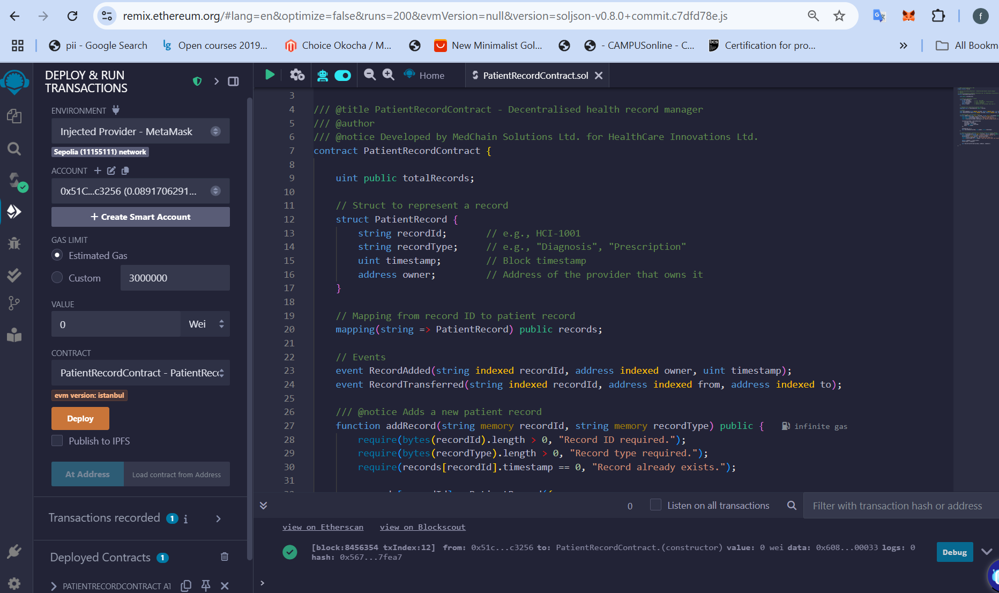 remix.ethereum.org/#lang=en&optimize=false&runs=200&evmVersion=null&version=soljson-v0.8.0+commit.c7dfd78e.js
f
pii - Google Search
lg Open courses 2019...
Choice Okocha / M...
New Minimalist Gol...
- CAMPUSonline - C...
bcs Certification for pro...
All Bookm
DEPLOY & RUN
TRANSACTIONS
ENVIRONMENT
Injected Provider - MetaMask
Sepolia (11155111) network
ACCOUNT
0x51C...c3256 (0.0891706291...
+ Create Smart Account
GAS LIMIT
Estimated Gas
Custom
3000000
VALUE
0
Wei
CONTRACT
PatientRecordContract - PatientRecc
evm version: istanbul
Deploy
Publish to IPFS
At Address
Load contract from Address
Transactions recorded 1 i
Deployed Contracts 1
PATIENTRECORDCONTRACT AT
Home
PatientRecordContract.sol
3
4 /// @title PatientRecordContract - Decentralised health record manager
5 /// @author
6 /// @notice Developed by MedChain Solutions Ltd. for HealthCare Innovations Ltd.
7 contract PatientRecordContract {
8
9 uint public totalRecords;
10
11 // Struct to represent a record
12 struct PatientRecord {
13 string recordId; // e.g., HCI-1001
14 string recordType; // e.g., "Diagnosis", "Prescription"
15 uint timestamp; // Block timestamp
16 address owner; // Address of the provider that owns it
17 }
18
19 // Mapping from record ID to patient record
20 mapping(string => PatientRecord) public records;
21
22 // Events
23 event RecordAdded(string indexed recordId, address indexed owner, uint timestamp);
24 event RecordTransferred(string indexed recordId, address indexed from, address indexed to);
25
26 /// @notice Adds a new patient record
27 function addRecord(string memory recordId, string memory recordType) public { infinite gas
28 require(bytes(recordId).length > 0, "Record ID required.");
29 require(bytes(recordType).length > 0, "Record type required.");
30 require(records[recordId].timestamp == 0, "Record already exists.");
31
0
Listen on all transactions
Filter with transaction hash or address
view on Etherscan view on Blockscout
[block:8456354 txIndex:12] from: 0x51c...c3256 to: PatientRecordContract.(constructor) value: 0 wei data: 0x608...00033 logs: 0
hash: 0x567...7fea7
Debug
>